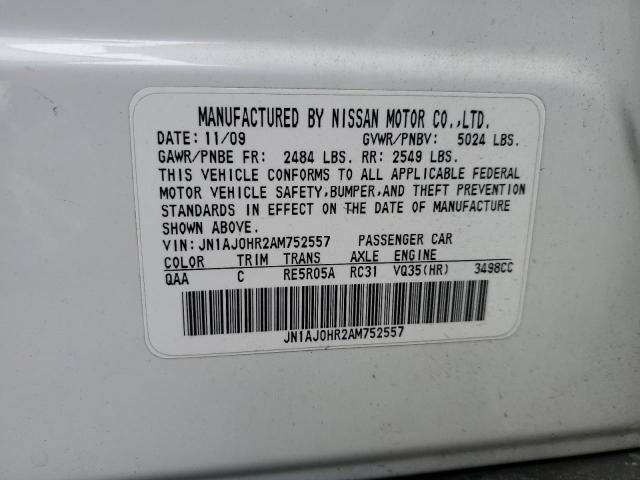 MANUFACTURED BY NISSAN MOTOR CO.,LTD.
DATE: 11/09 GVWR/PNBV: 5024 LBS.
GAWR/PNBE FR: 2484 LBS. RR: 2549 LBS.
THIS VEHICLE CONFORMS TO ALL APPLICABLE FEDERAL
MOTOR VEHICLE SAFETY,BUMPER,AND THEFT PREVENTION
STANDARDS IN EFFECT ON THE DATE OF MANUFACTURE
SHOWN ABOVE.
VIN: JN1AJ0HR2AM752557 PASSENGER CAR
COLOR TRIM TRANS AXLE ENGINE
QAA C RE5R05A RC31 VQ35(HR) 3498CC
JN1AJ0HR2AM752557